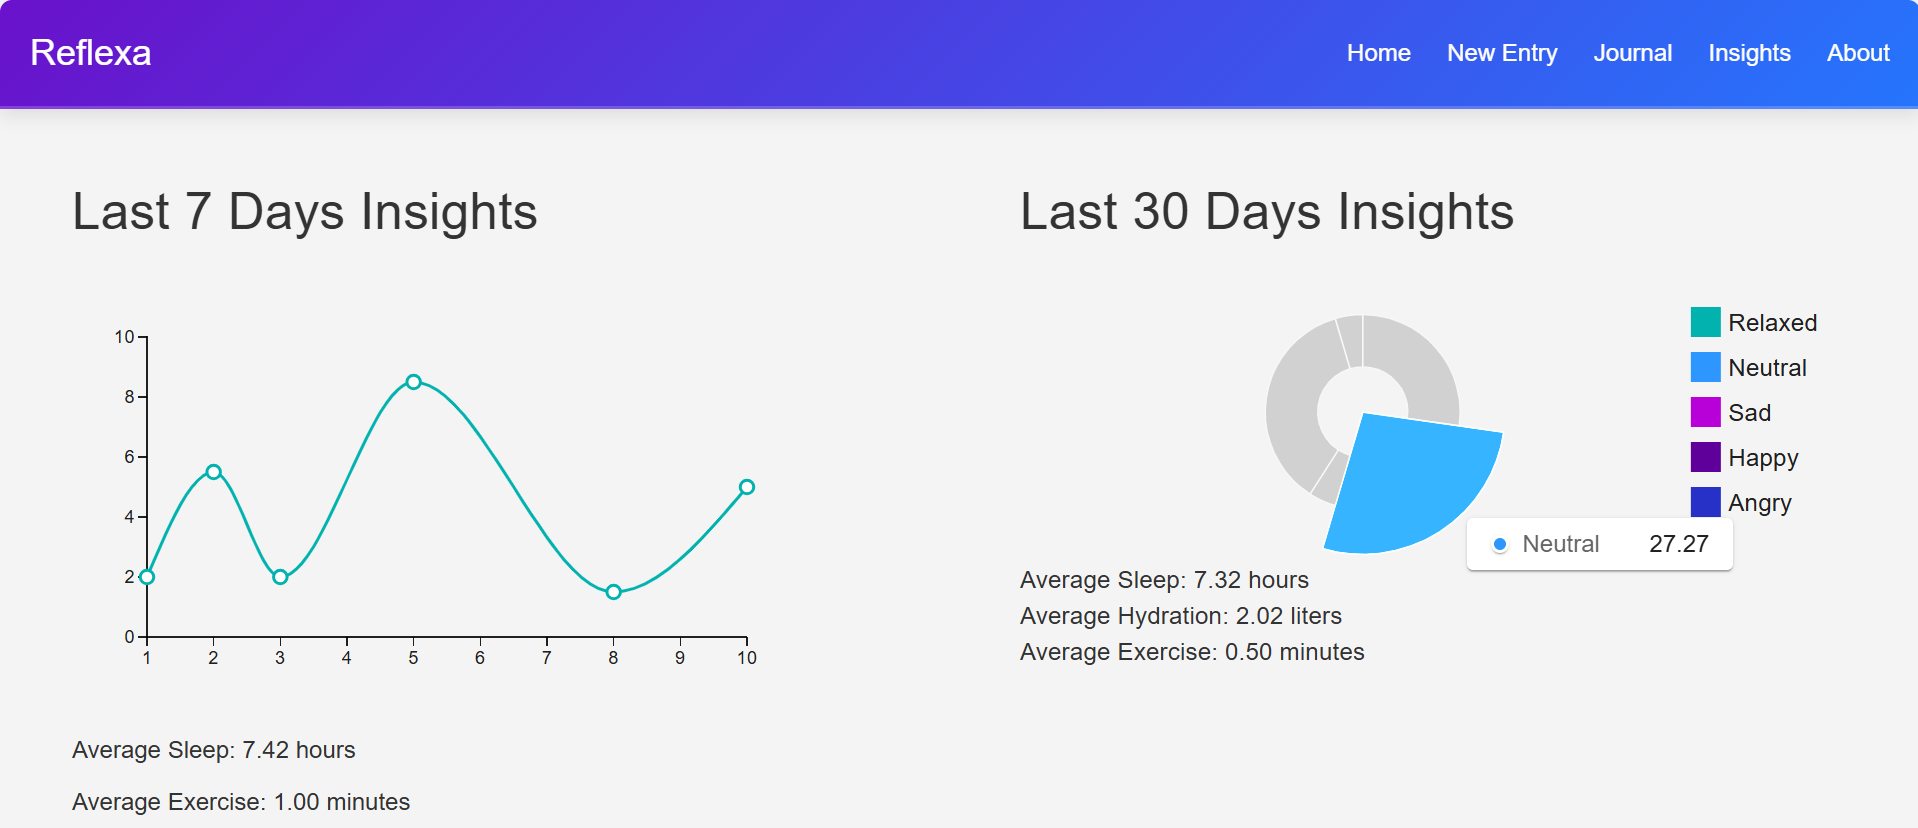 Reflexa
Home New Entry Journal Insights About
Last 7 Days Insights
10
8
6
4
2
0
1 2 3 4 5 6 7 8 9 10
Average Sleep: 7.42 hours
Average Exercise: 1.00 minutes
Last 30 Days Insights
Relaxed
Neutral
Sad
Happy
Angry
Neutral 27.27
Average Sleep: 7.32 hours
Average Hydration: 2.02 liters
Average Exercise: 0.50 minutes